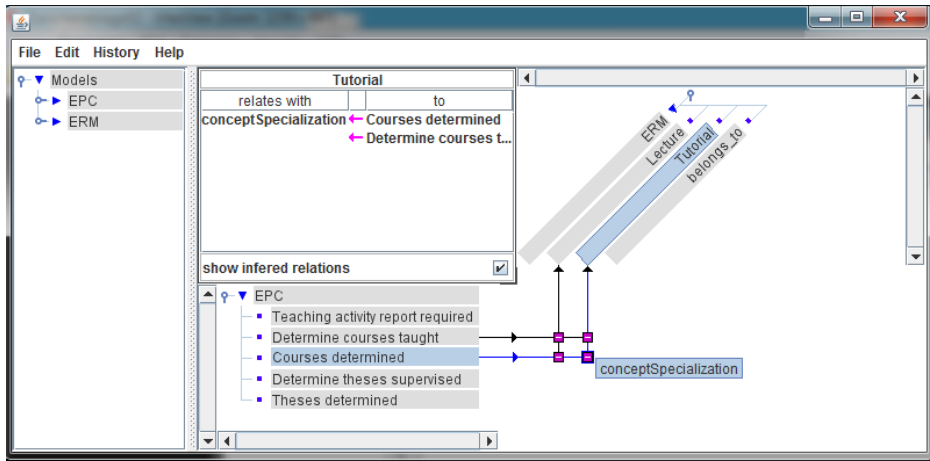 File Edit History Help
Models
EPC
ERM
Tutorial
relates with to
conceptSpecialization Courses determined
Determine courses t...
show infered relations
ERM
Lecture
Tutorial
belongs_to
EPC
Teaching activity report required
Determine courses taught
Courses determined
Determine theses supervised
Theses determined
conceptSpecialization